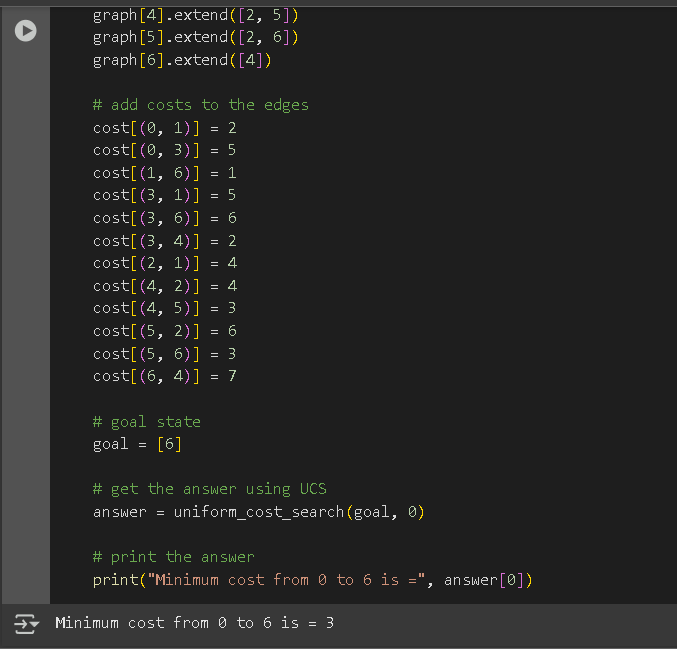 graph[4].extend([2, 5])
graph[5].extend([2, 6])
graph[6].extend([4])
# add costs to the edges
cost[(0, 1)] = 2
cost[(0, 3)] = 5
cost[(1, 6)] = 1
cost[(3, 1)] = 5
cost[(3, 6)] = 6
cost[(3, 4)] = 2
cost[(2, 1)] = 4
cost[(4, 2)] = 4
cost[(4, 5)] = 3
cost[(5, 2)] = 6
cost[(5, 6)] = 3
cost[(6, 4)] = 7
# goal state
goal = [6]
# get the answer using UCS
answer = uniform_cost_search(goal, 0)
# print the answer
print("Minimum cost from 0 to 6 is =", answer[0])
Minimum cost from 0 to 6 is = 3